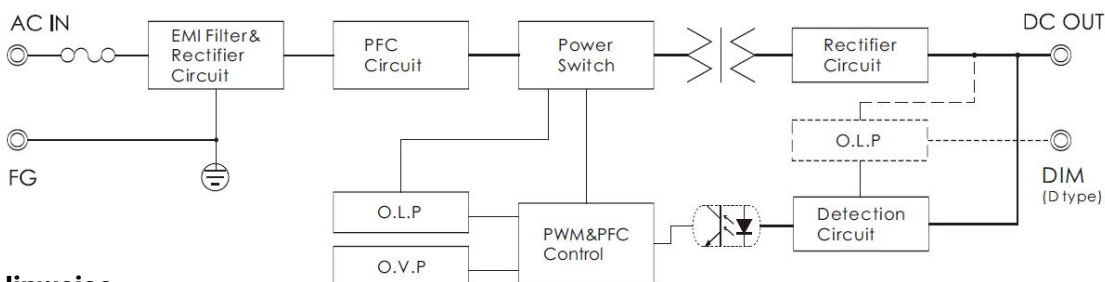 AC IN
EMI Filter&
Rectifier
Circuit
PFC
Circuit
Power
Switch
Rectifier
Circuit
DC OUT
FG
O.L.P
DIM
(D type)
O.L.P
O.V.P
PWM&PFC
Control
Detection
Circuit